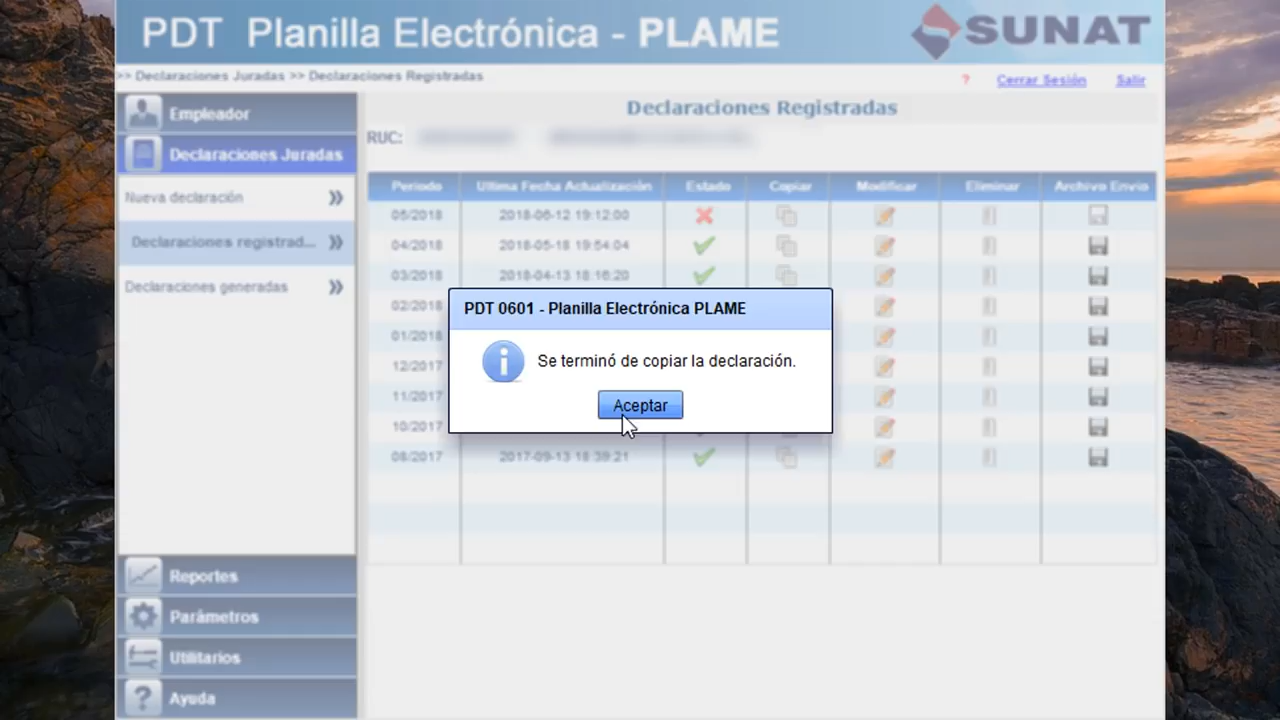 PDT Planilla Electrónica - PLAME
SUNAT
>> Declaraciones Juradas >> Declaraciones Registradas
? Cerrar Sesión Salir
Empleador
Declaraciones Juradas
Nueva declaración
Declaraciones registrad...
Declaraciones generadas
Reportes
Parámetros
Utilitarios
? Ayuda
Declaraciones Registradas
RUC:
Periodo Ultima Fecha Actualización Estado Copiar Modificar Eliminar Archivo Envio
05/2018 2018-06-12 19:12:00
04/2018 2018-05-18 19:54:04
03/2018 2018-04-13 18:16:20
02/2018
01/2018
12/2017
11/2017
10/2017
08/2017 2017-09-13 18:39:21
PDT 0601 - Planilla Electrónica PLAME
i Se terminó de copiar la declaración.
Aceptar